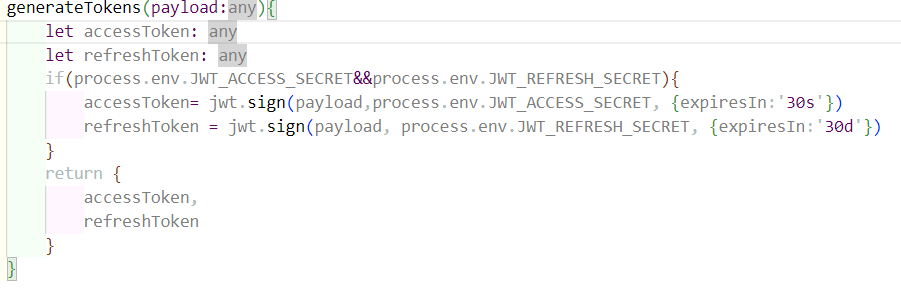 generateTokens(payload:any){
let accessToken: any
let refreshToken: any
if(process.env.JWT_ACCESS_SECRET&&process.env.JWT_REFRESH_SECRET){
accessToken= jwt.sign(payload,process.env.JWT_ACCESS_SECRET, {expiresIn:'30s'})
refreshToken = jwt.sign(payload, process.env.JWT_REFRESH_SECRET, {expiresIn:'30d'})
}
return {
accessToken,
refreshToken
}
}